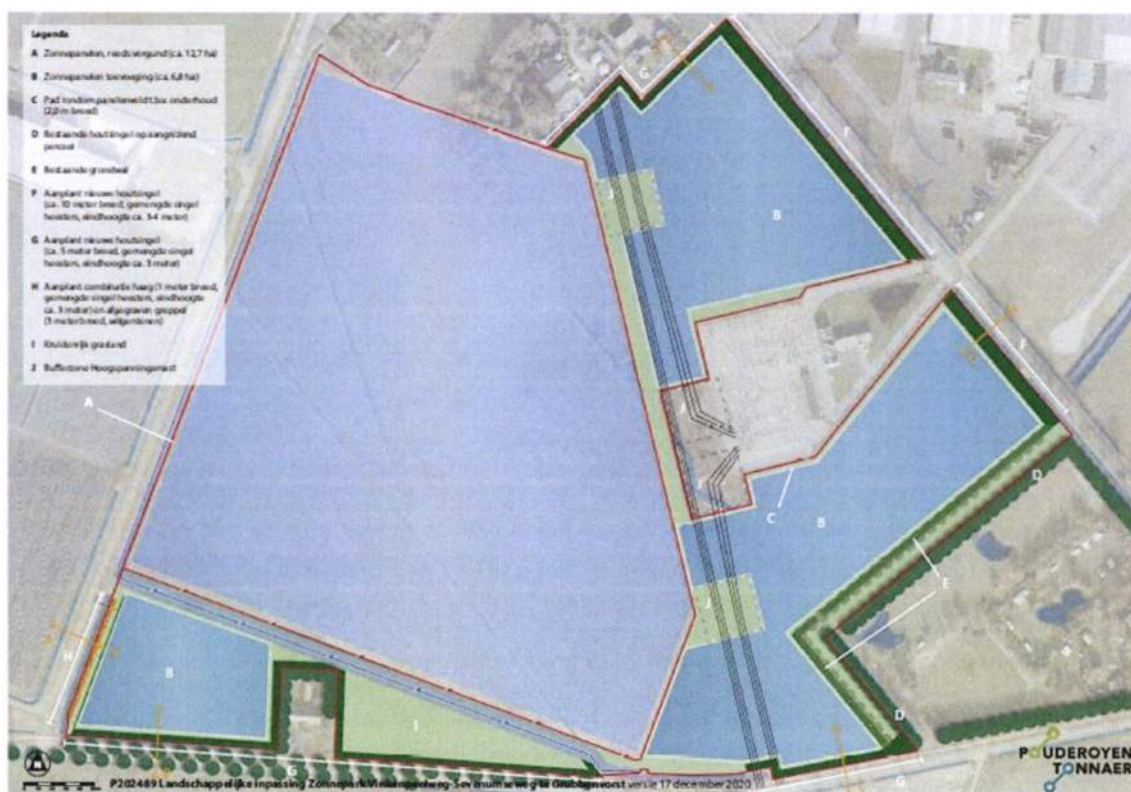 Legenda
A Zonnepanelen, reeds vergund (ca. 12,7 ha)
B Zonnepanelen toevoeging (ca. 6,8 ha)
C Pad rondom panelenveld t.b.v. onderhoud
(2,0 m breed)
D Bestaande houtsingel op aangrenzend
perceel
E Bestaande grondwal
F Aanplant nieuwe houtsingel
(ca. 10 meter breed, gemengde singel
heesters, eindhoogte ca. 3-4 meter)
G Aanplant nieuwe houtsingel
(ca. 5 meter breed, gemengde singel
heesters, eindhoogte ca. 3 meter)
H Aanplant combinatie haag (1 meter breed,
gemengde singel heesters, eindhoogte
ca. 3 meter) en afgegraven greppel
(3 meter breed, wilgentenen)
I Kruidenrijk grasland
J Bufferzone Hoogspanningsmast
G
F
J
B
A
F
J
J
D
C
B
E
J
H
B
I
D
G
G
POUDEROYEN
TONNAER
P202489 Landschappelijke inpassing Zonnepark Vinkenpeelweg-Sevenumseweg te Grubbenvorst versie 17 december 2020